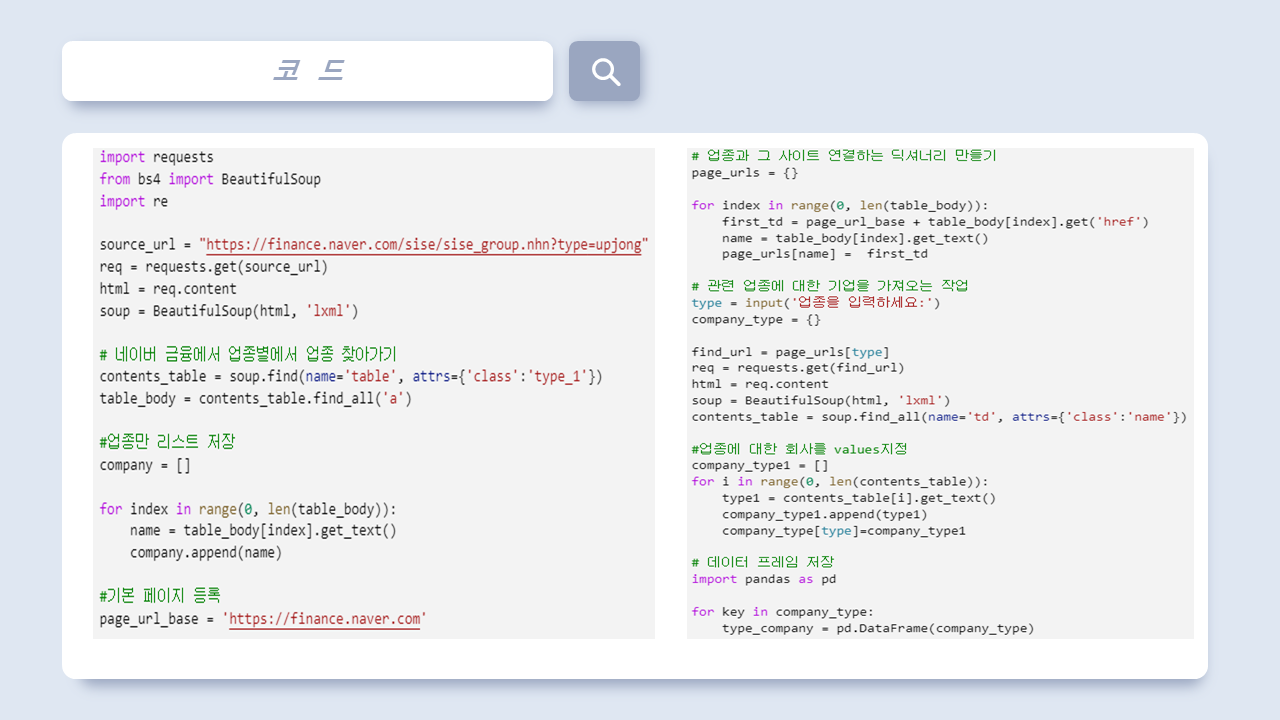 코 드
import requests
from bs4 import BeautifulSoup
import re
source_url = "https://finance.naver.com/sise/sise_group.nhn?type=upjong"
req = requests.get(source_url)
html = req.content
soup = BeautifulSoup(html, 'lxml')
# 네이버 금융에서 업종별에서 업종 찾아가기
contents_table = soup.find(name='table', attrs={'class':'type_1'})
table_body = contents_table.find_all('a')
#업종만 리스트 저장
company = []
for index in range(0, len(table_body)):
    name = table_body[index].get_text()
    company.append(name)
#기본 페이지 등록
page_url_base = 'https://finance.naver.com'
# 업종과 그 사이트 연결하는 딕셔너리 만들기
page_urls = {}
for index in range(0, len(table_body)):
    first_td = page_url_base + table_body[index].get('href')
    name = table_body[index].get_text()
    page_urls[name] =  first_td
# 관련 업종에 대한 기업을 가져오는 작업
type = input('업종을 입력하세요:')
company_type = {}
find_url = page_urls[type]
req = requests.get(find_url)
html = req.content
soup = BeautifulSoup(html, 'lxml')
contents_table = soup.find_all(name='td', attrs={'class':'name'})
#업종에 대한 회사를 values지정
company_type1 = []
for i in range(0, len(contents_table)):
    type1 = contents_table[i].get_text()
    company_type1.append(type1)
    company_type[type]=company_type1
# 데이터 프레임 저장
import pandas as pd
for key in company_type:
    type_company = pd.DataFrame(company_type)